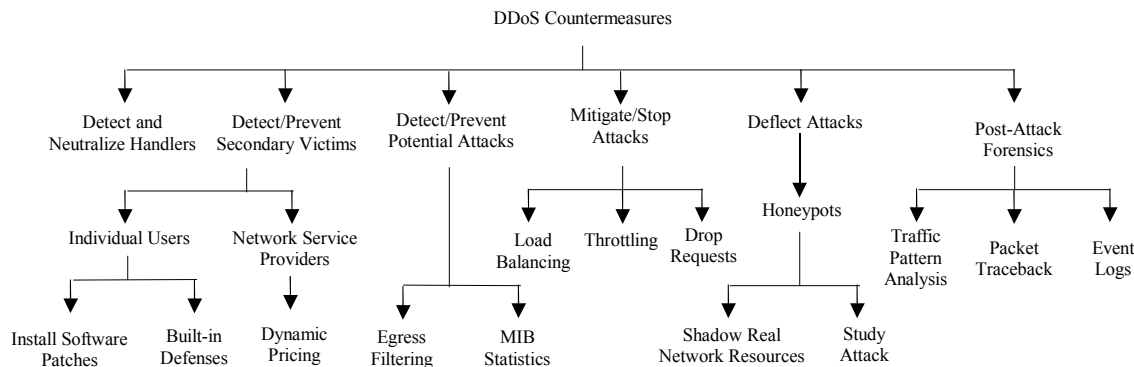 DDoS Countermeasures
Detect and
Neutralize Handlers
Detect/Prevent
Secondary Victims
Detect/Prevent
Potential Attacks
Mitigate/Stop
Attacks
Deflect Attacks
Post-Attack
Forensics
Individual Users
Network Service
Providers
Load
Balancing
Throttling
Drop
Requests
Honeypots
Traffic
Pattern
Analysis
Packet
Traceback
Event
Logs
Install Software
Patches
Built-in
Defenses
Dynamic
Pricing
Egress
Filtering
MIB
Statistics
Shadow Real
Network Resources
Study
Attack